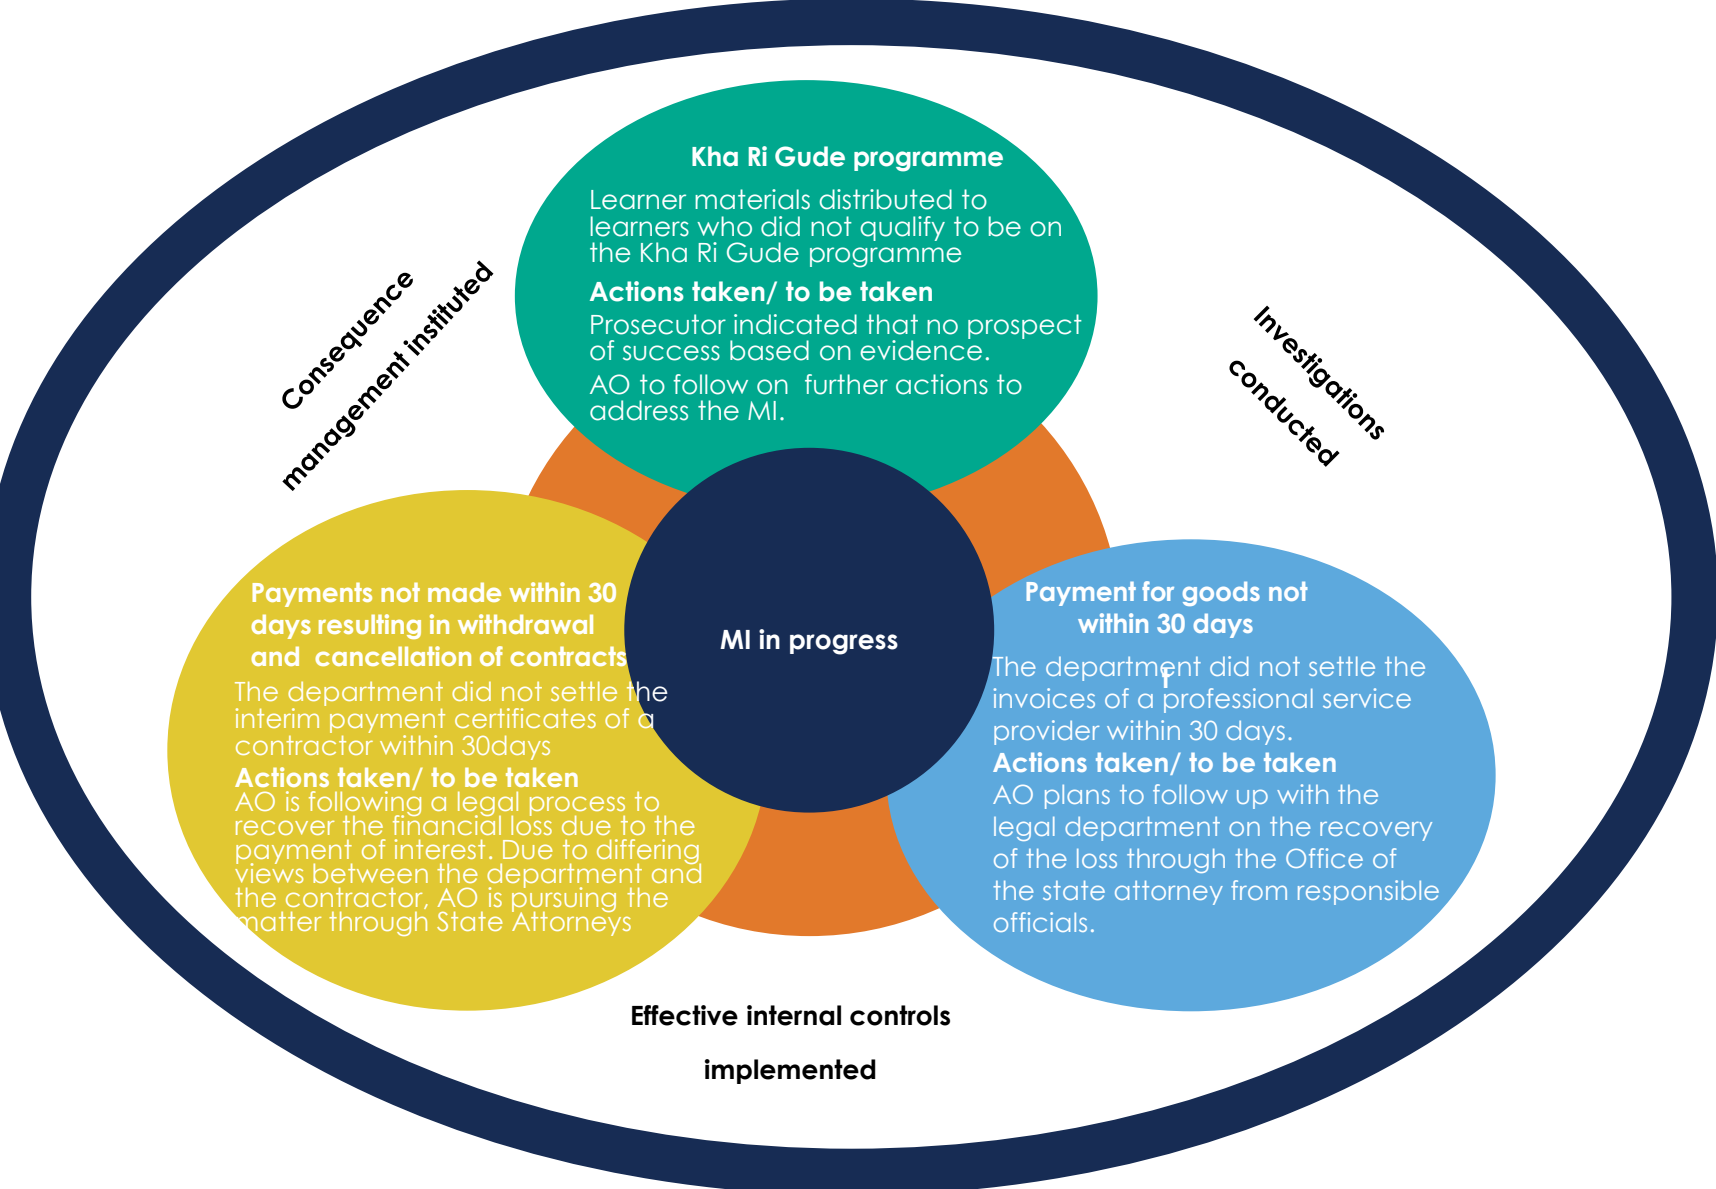 Kha Ri Gude programme
Learner materials distributed to
learners who did not qualify to be on
the Kha Ri Gude programme
Actions taken/ to be taken
Prosecutor indicated that no prospect
of success based on evidence.
AO to follow on further actions to
address the MI.
Consequence
management instituted
Investigations
conducted
MI in progress
Payments not made within 30
days resulting in withdrawal
and cancellation of contracts
The department did not settle the
interim payment certificates of a
contractor within 30days
Actions taken/ to be taken
AO is following a legal process to
recover the financial loss due to the
payment of interest. Due to differing
views between the department and
the contractor, AO is pursuing the
matter through State Attorneys
Payment for goods not
within 30 days
The department did not settle the
invoices of a professional service
provider within 30 days.
Actions taken/ to be taken
AO plans to follow up with the
legal department on the recovery
of the loss through the Office of
the state attorney from responsible
officials.
Effective internal controls
implemented